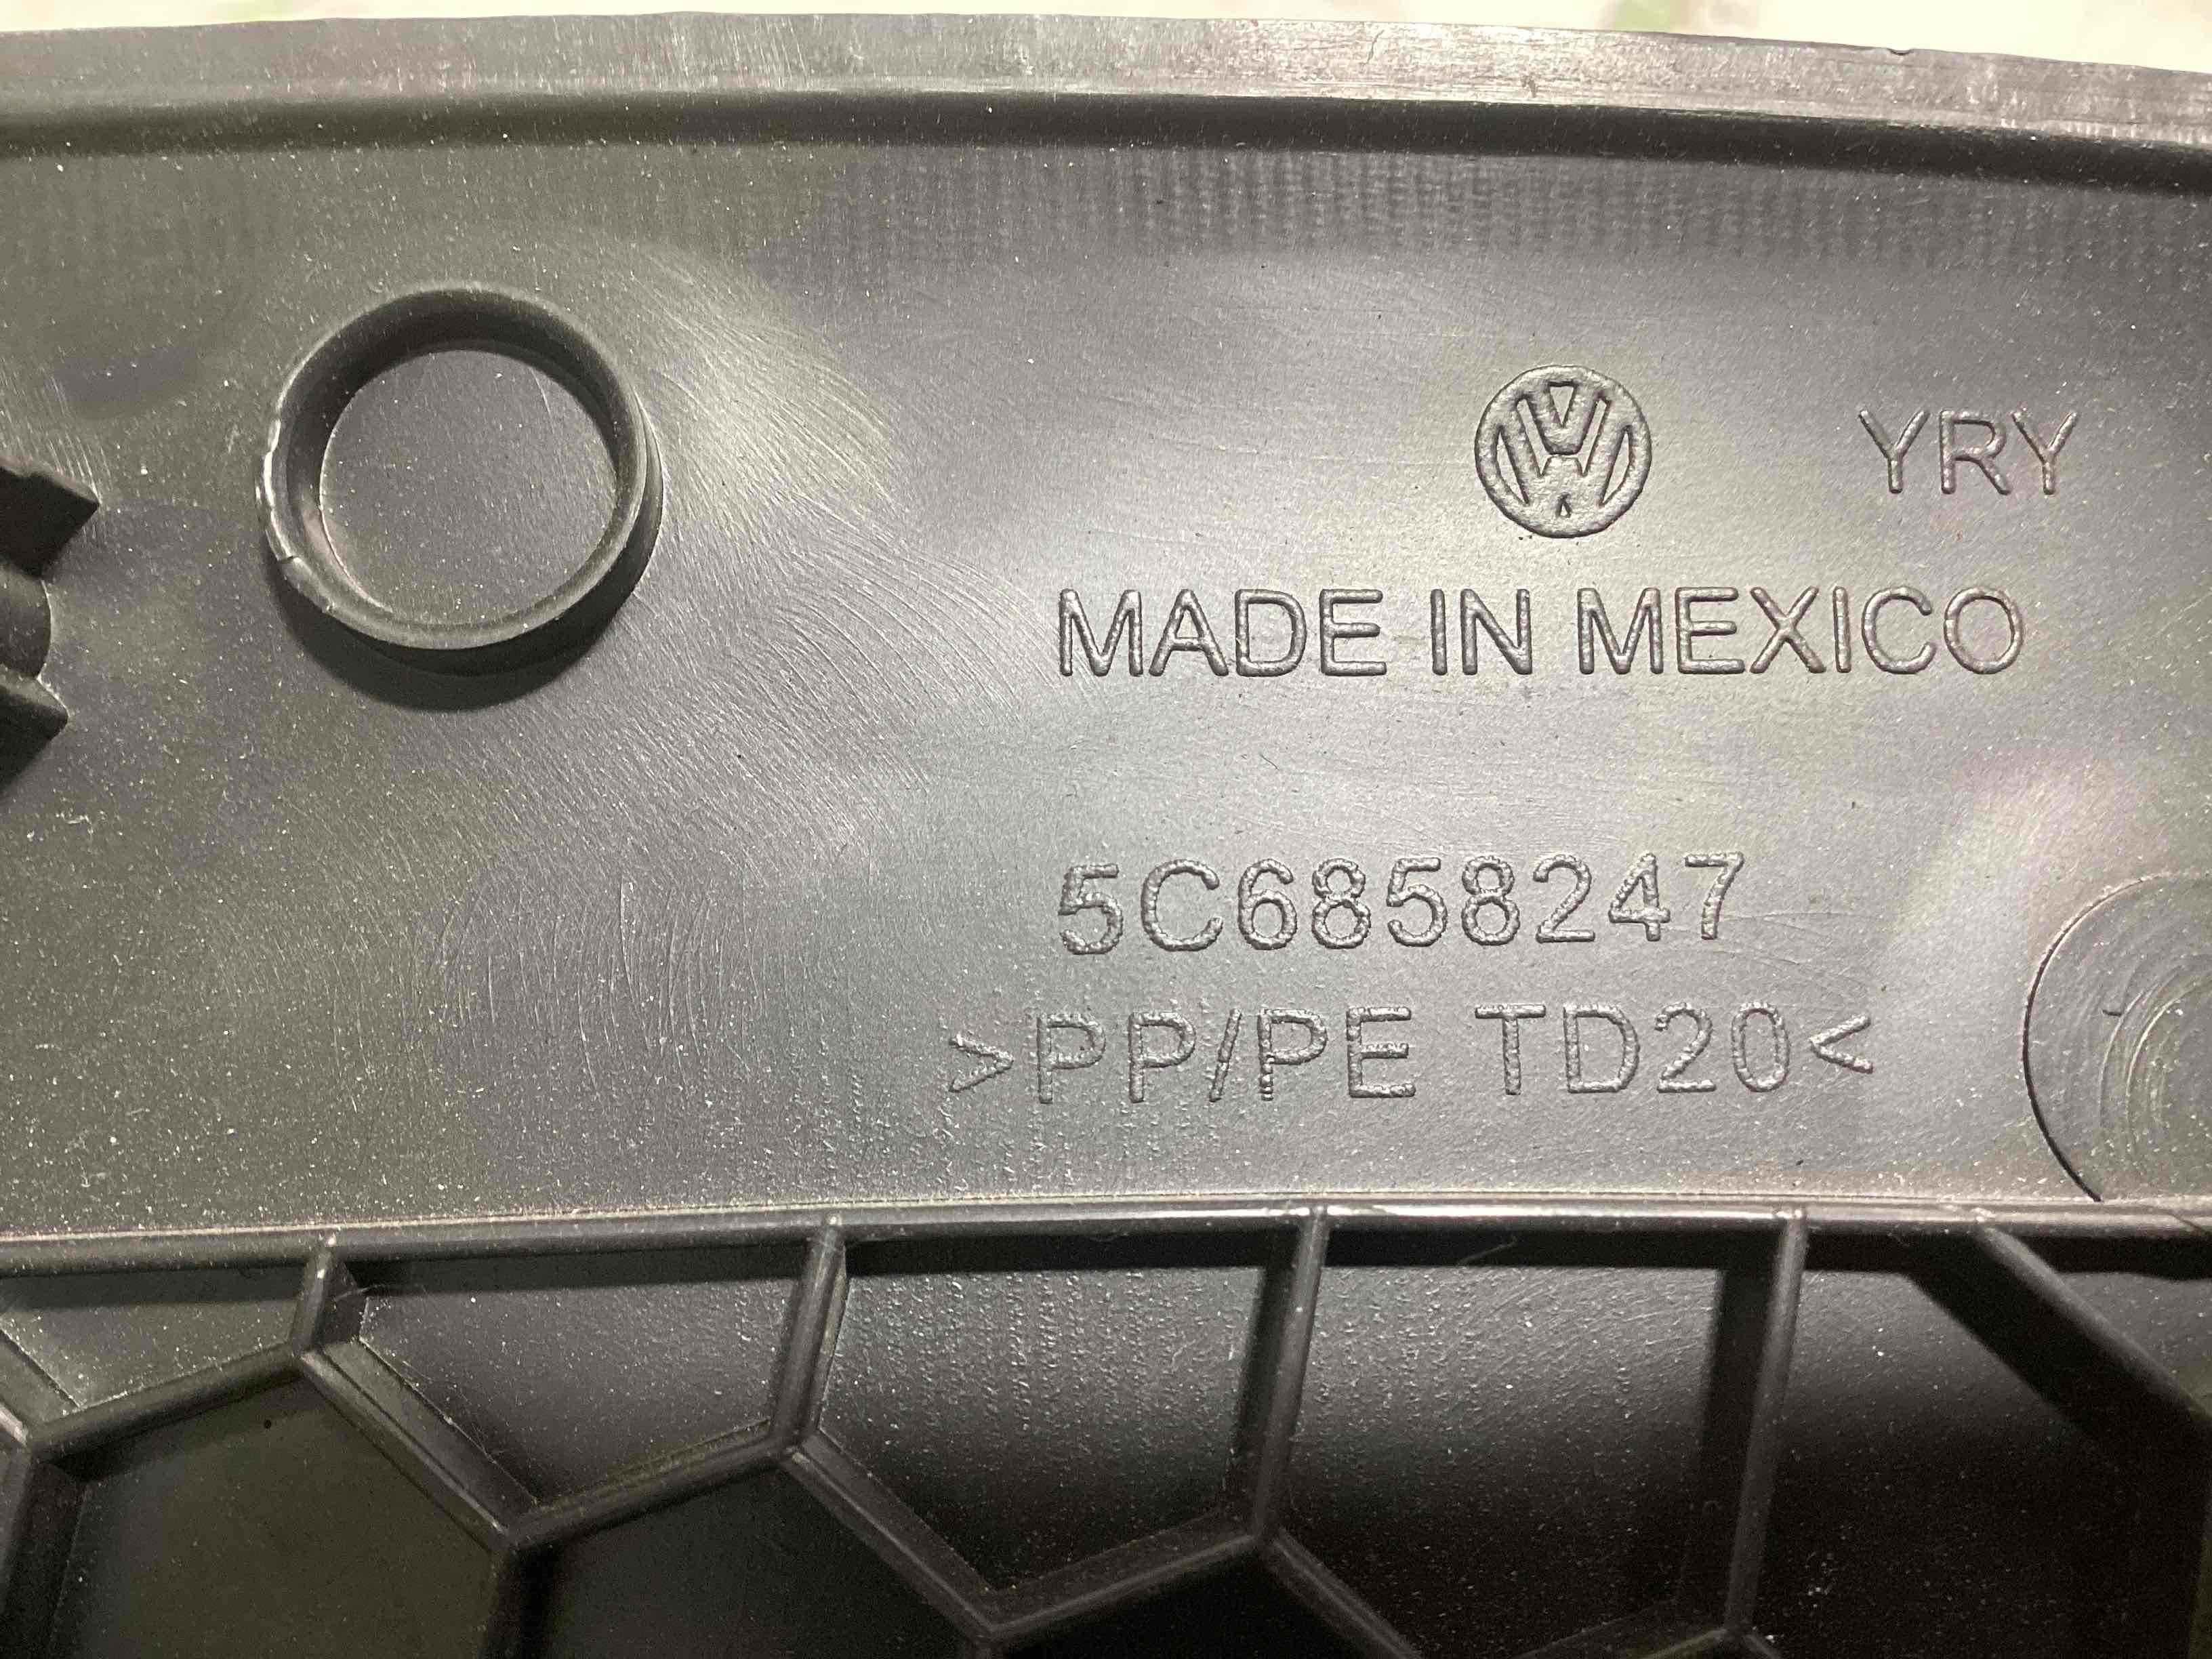 YRY
MADE IN MEXICO
5C6858247
>PP/PE TD20<